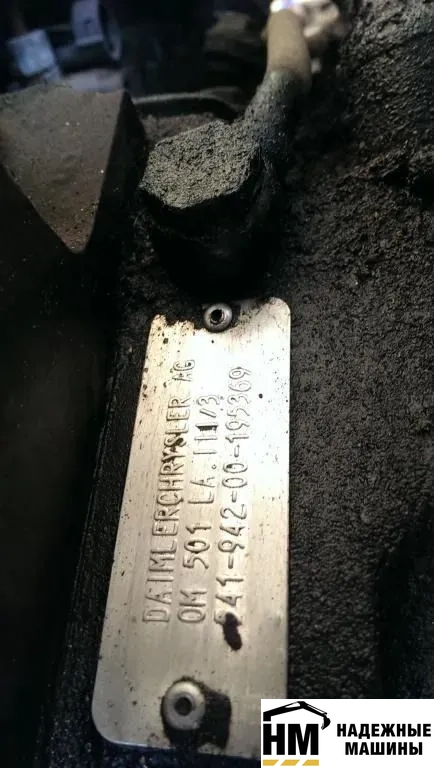 DAIMLERCHRYSLER AG
OM 501 LA.III/3
541-942-00-195369
НМ НАДЕЖНЫЕ
МАШИНЫ